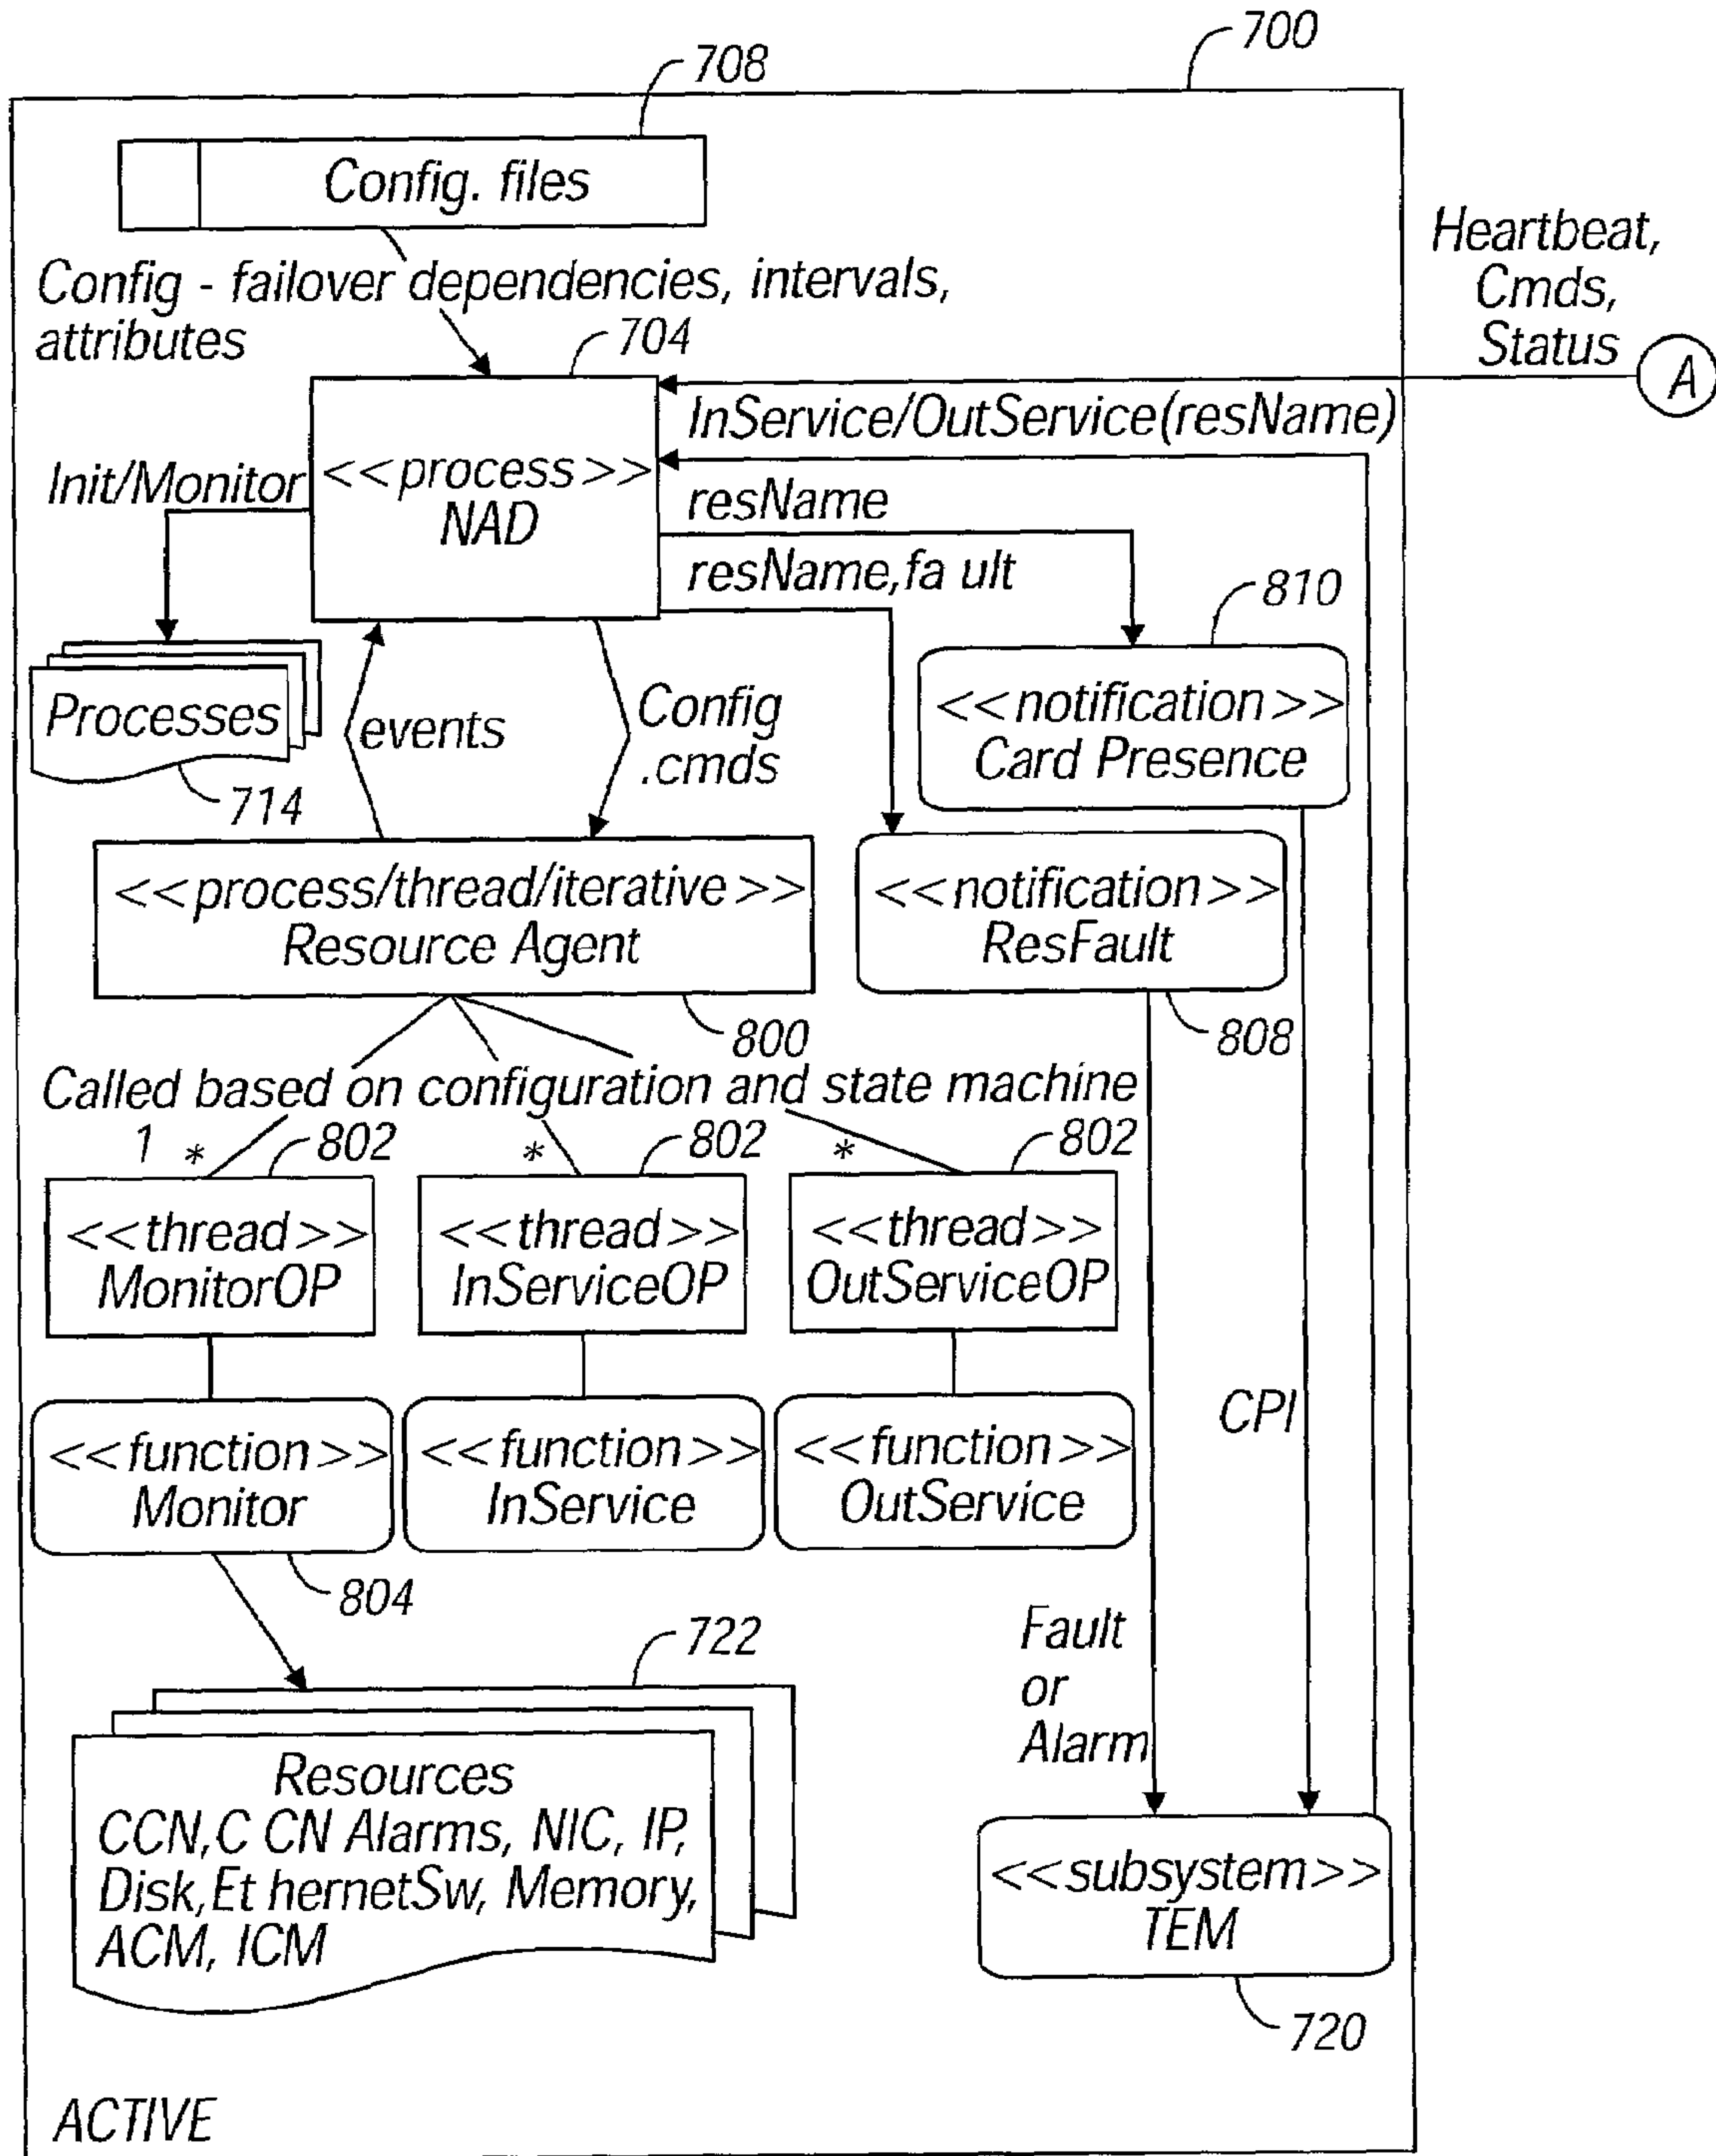 700
708
Config. files
Heartbeat,
Cmds,
Status
A
Config - failover dependencies, intervals,
attributes
704
InService/OutService(resName)
<<process>>
NAD
Init/Monitor
resName
resName,fa ult
810
Processes
714
events
Config
.cmds
<<notification>>
Card Presence
<<process/thread/iterative>>
Resource Agent
800
<<notification>>
ResFault
808
Called based on configuration and state machine
1 * 802
* 802
* 802
<<thread>>
MonitorOP
<<thread>>
InServiceOP
<<thread>>
OutServiceOP
CPI
<<function>>
Monitor
<<function>>
InService
<<function>>
OutService
804
722
Fault
or
Alarm
Resources
CCN,C CN Alarms, NIC, IP,
Disk,Et hernetSw, Memory,
ACM, ICM
<<subsystem>>
TEM
720
ACTIVE